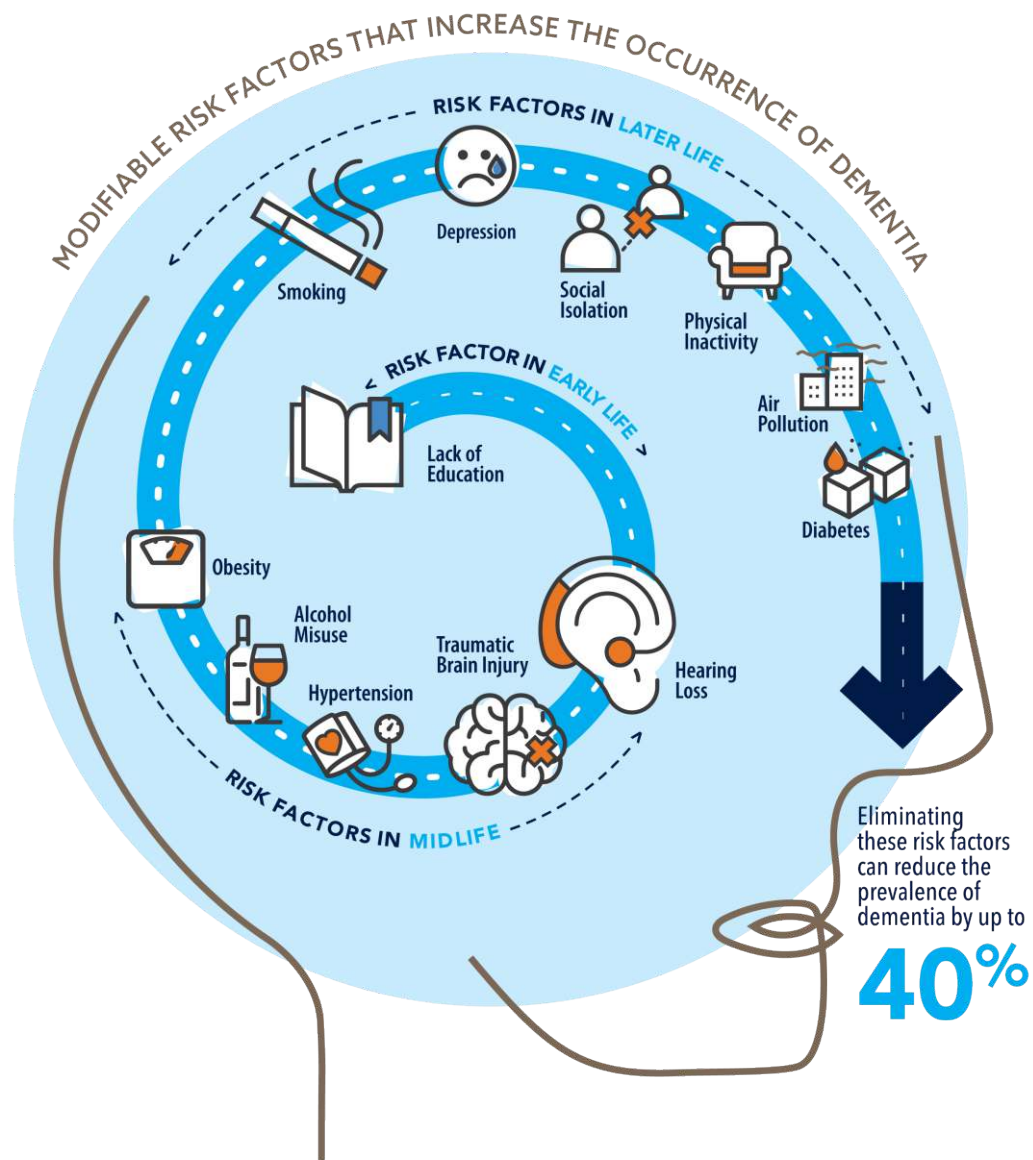 MODIFIABLE RISK FACTORS THAT INCREASE THE OCCURRENCE OF DEMENTIA
RISK FACTORS IN LATER LIFE
Depression
Smoking
Social
Isolation
Physical
Inactivity
Air
Pollution
Diabetes
RISK FACTOR IN EARLY LIFE
Lack of
Education
Obesity
Alcohol
Misuse
Hypertension
Traumatic
Brain Injury
Hearing
Loss
RISK FACTORS IN MIDLIFE
Eliminating
these risk factors
can reduce the
prevalence of
dementia by up to
40%